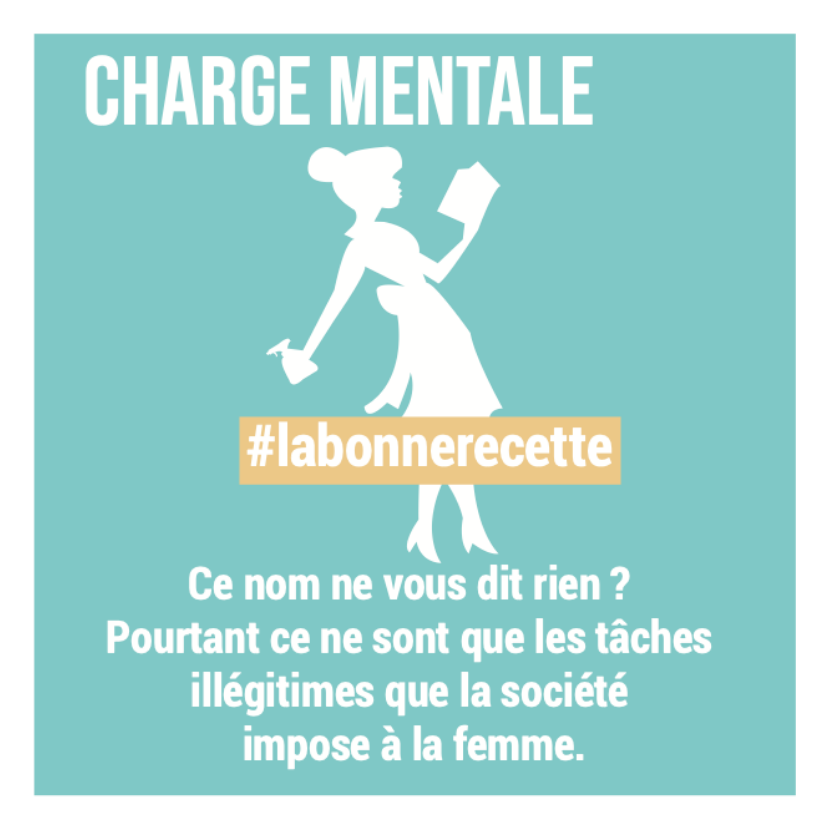 CHARGE MENTALE
#labonnerecette
Ce nom ne vous dit rien ?
Pourtant ce ne sont que les tâches
illégitimes que la société
impose à la femme.